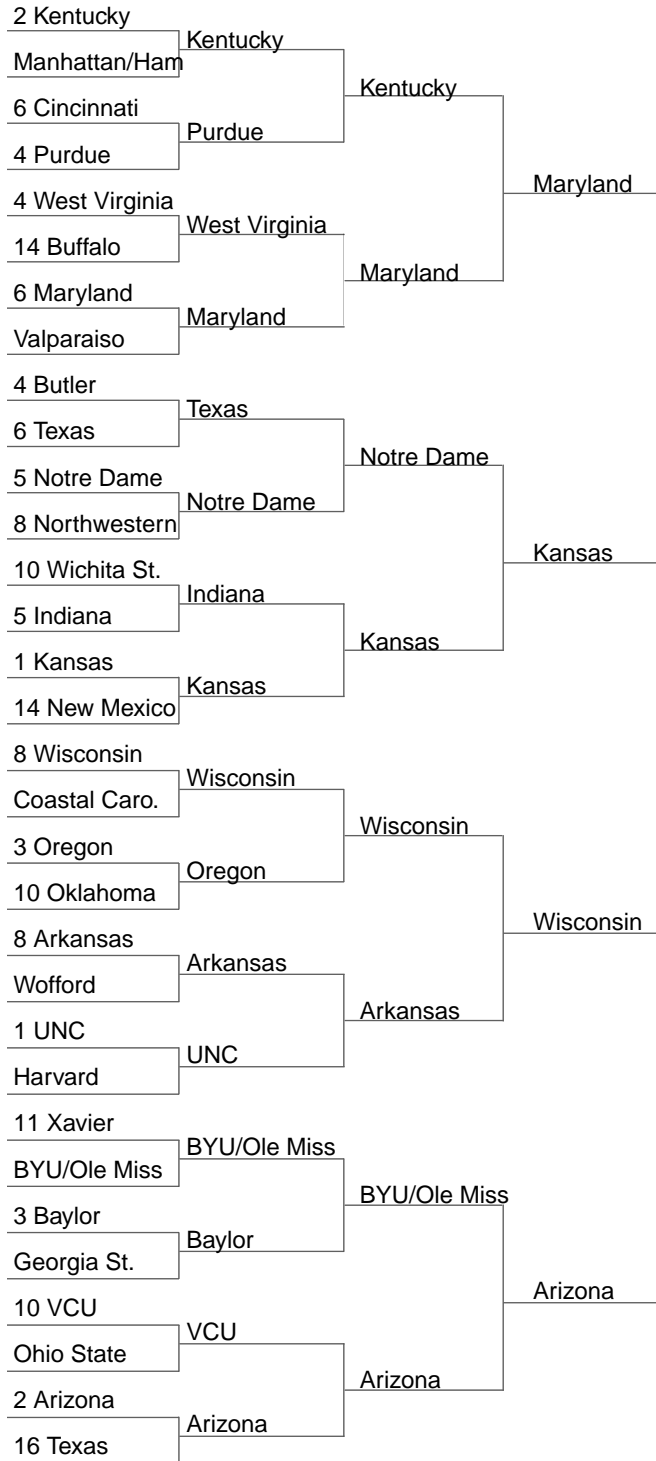 2 Kentucky
Manhattan/Ham
6 Cincinnati
4 Purdue
4 West Virginia
14 Buffalo
6 Maryland
Valparaiso
4 Butler
6 Texas
5 Notre Dame
8 Northwestern
10 Wichita St.
5 Indiana
1 Kansas
14 New Mexico
8 Wisconsin
Coastal Caro.
3 Oregon
10 Oklahoma
8 Arkansas
Wofford
1 UNC
Harvard
11 Xavier
BYU/Ole Miss
3 Baylor
Georgia St.
10 VCU
Ohio State
2 Arizona
16 Texas
Kentucky
Purdue
West Virginia
Maryland
Texas
Notre Dame
Indiana
Kansas
Wisconsin
Oregon
Arkansas
UNC
BYU/Ole Miss
Baylor
VCU
Arizona
Kentucky
Maryland
Notre Dame
Kansas
Wisconsin
Arkansas
BYU/Ole Miss
Arizona
Maryland
Kansas
Wisconsin
Arizona